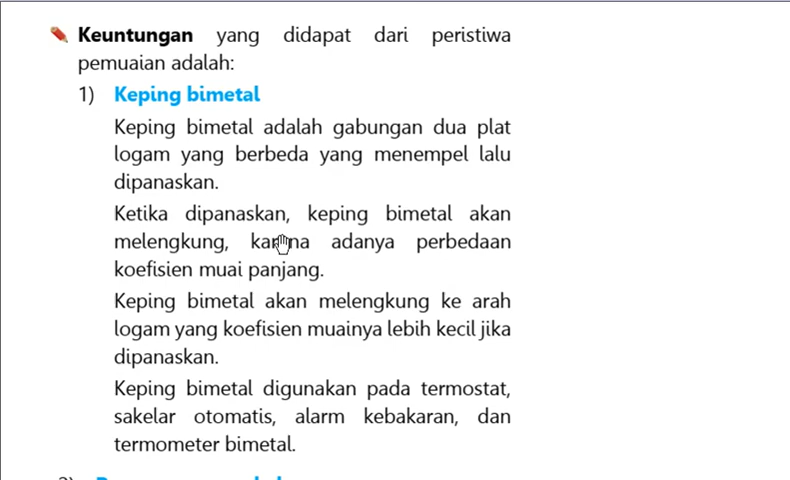 Keuntungan yang didapat dari peristiwa
pemuaian adalah:
1) Keping bimetal
Keping bimetal adalah gabungan dua plat
logam yang berbeda yang menempel lalu
dipanaskan.
Ketika dipanaskan, keping bimetal akan
melengkung, karena adanya perbedaan
koefisien muai panjang.
Keping bimetal akan melengkung ke arah
logam yang koefisien muainya lebih kecil jika
dipanaskan.
Keping bimetal digunakan pada termostat,
sakelar otomatis, alarm kebakaran, dan
termometer bimetal.